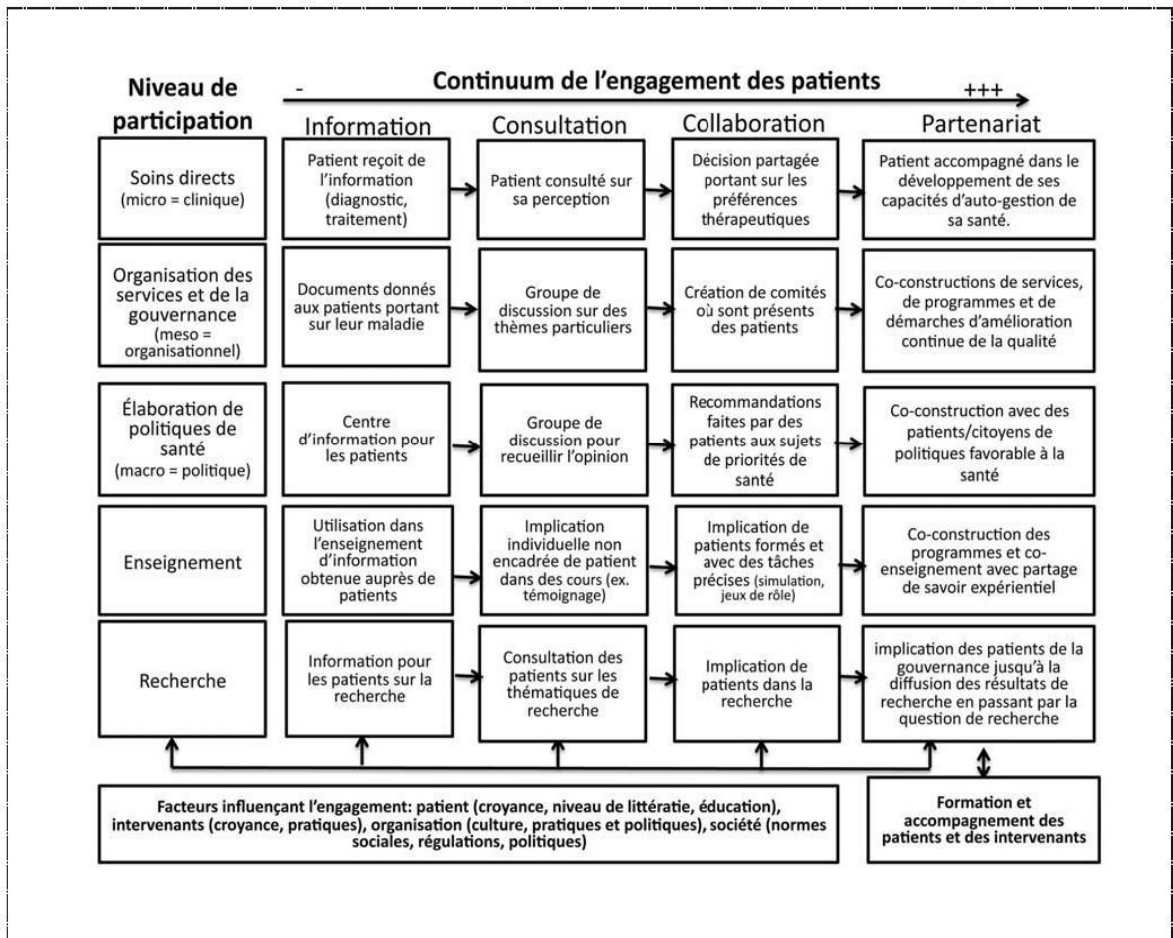 Niveau de
participation
Continuum de l’engagement des patients
- +++
Information Consultation Collaboration Partenariat
Soins directs
(micro = clinique)
Patient reçoit de
l’information
(diagnostic,
traitement)
Patient consulté sur
sa perception
Décision partagée
portant sur les
préférences
thérapeutiques
Patient accompagné dans le
développement de ses
capacités d’auto-gestion de
sa santé.
Organisation des
services et de la
gouvernance
(meso =
organisationnel)
Documents donnés
aux patients portant
sur leur maladie
Groupe de
discussion sur des
thèmes particuliers
Création de comités
où sont présents
des patients
Co-constructions de services,
de programmes et de
démarches d’amélioration
continue de la qualité
Élaboration de
politiques de
santé
(macro = politique)
Centre
d’information pour
les patients
Groupe de
discussion pour
recueillir l’opinion
Recommandations
faites par des
patients aux sujets
de priorités de
santé
Co-construction avec des
patients/citoyens de
politiques favorable à la
santé
Enseignement
Utilisation dans
l’enseignement
d’information
obtenue auprès de
patients
Implication
individuelle non
encadrée de patient
dans des cours (ex.
témoignage)
Implication de
patients formés et
avec des tâches
précises (simulation,
jeux de rôle)
Co-construction des
programmes et co-
enseignement avec partage
de savoir expérientiel
Recherche
Information pour
les patients sur la
recherche
Consultation des
patients sur les
thématiques de
recherche
Implication de
patients dans la
recherche
implication des patients de la
gouvernance jusqu’à la
diffusion des résultats de
recherche en passant par la
question de recherche
Facteurs influençant l’engagement: patient (croyance, niveau de littératie, éducation),
intervenants (croyance, pratiques), organisation (culture, pratiques et politiques), société (normes
sociales, régulations, politiques)
Formation et
accompagnement des
patients et des intervenants